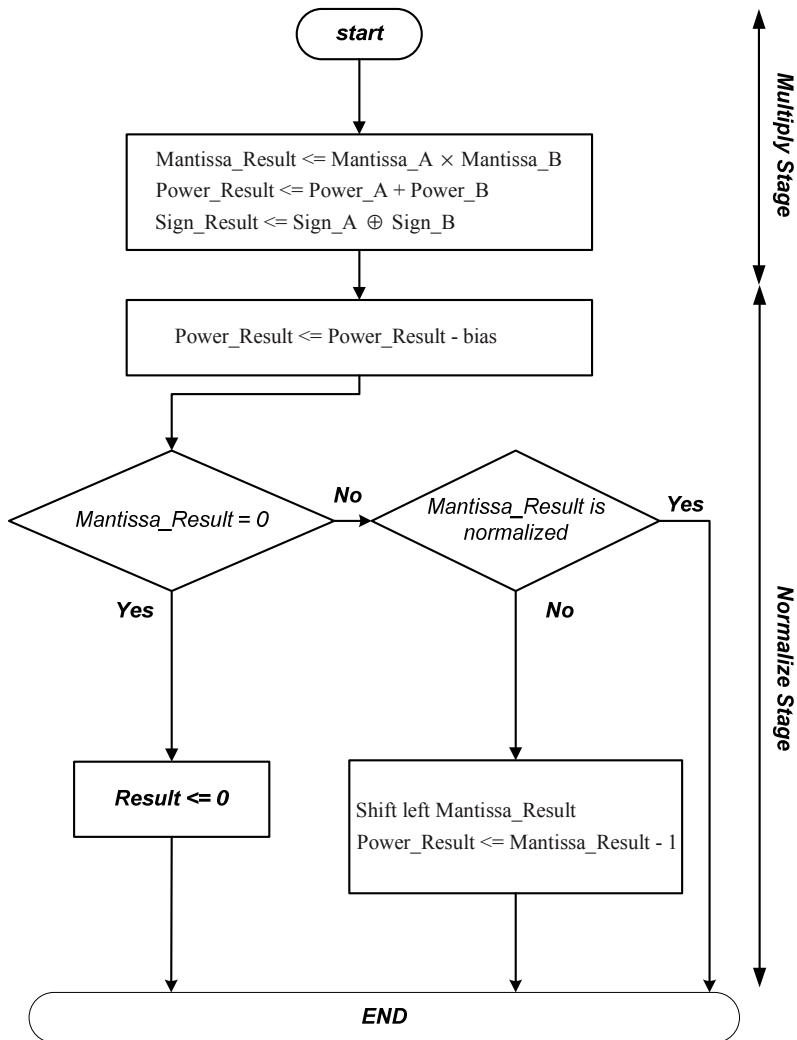 start
Mantissa_Result <= Mantissa_A × Mantissa_B
Power_Result <= Power_A + Power_B
Sign_Result <= Sign_A ⊕ Sign_B
Multiply Stage
Power_Result <= Power_Result - bias
Mantissa_Result = 0
No
Mantissa_Result is
normalized
Yes
Yes
No
Normalize Stage
Result <= 0
Shift left Mantissa_Result
Power_Result <= Mantissa_Result - 1
END